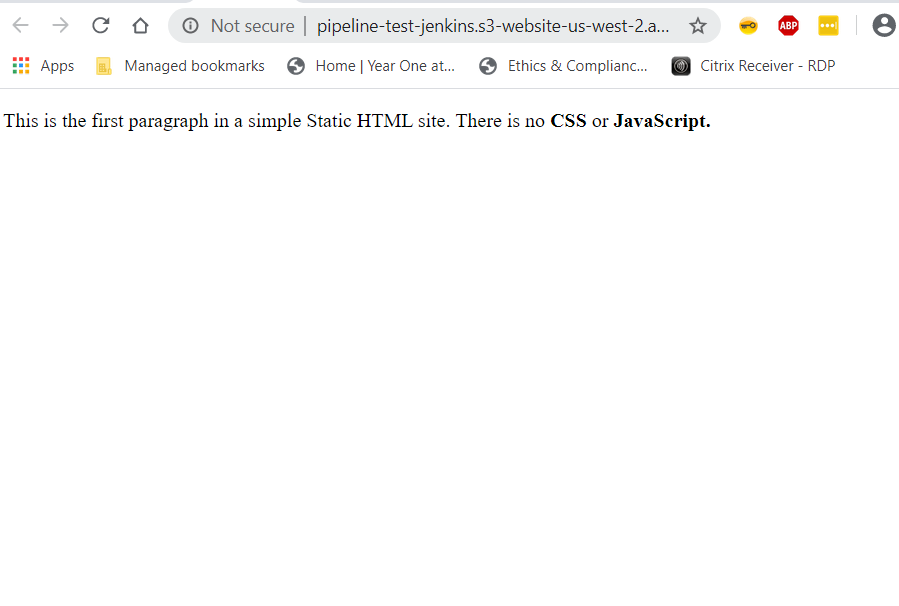 Not secure | pipeline-test-jenkins.s3-website-us-west-2.a...
ABP
Apps Managed bookmarks Home | Year One at... Ethics & Complianc... Citrix Receiver - RDP
This is the first paragraph in a simple Static HTML site. There is no CSS or JavaScript.